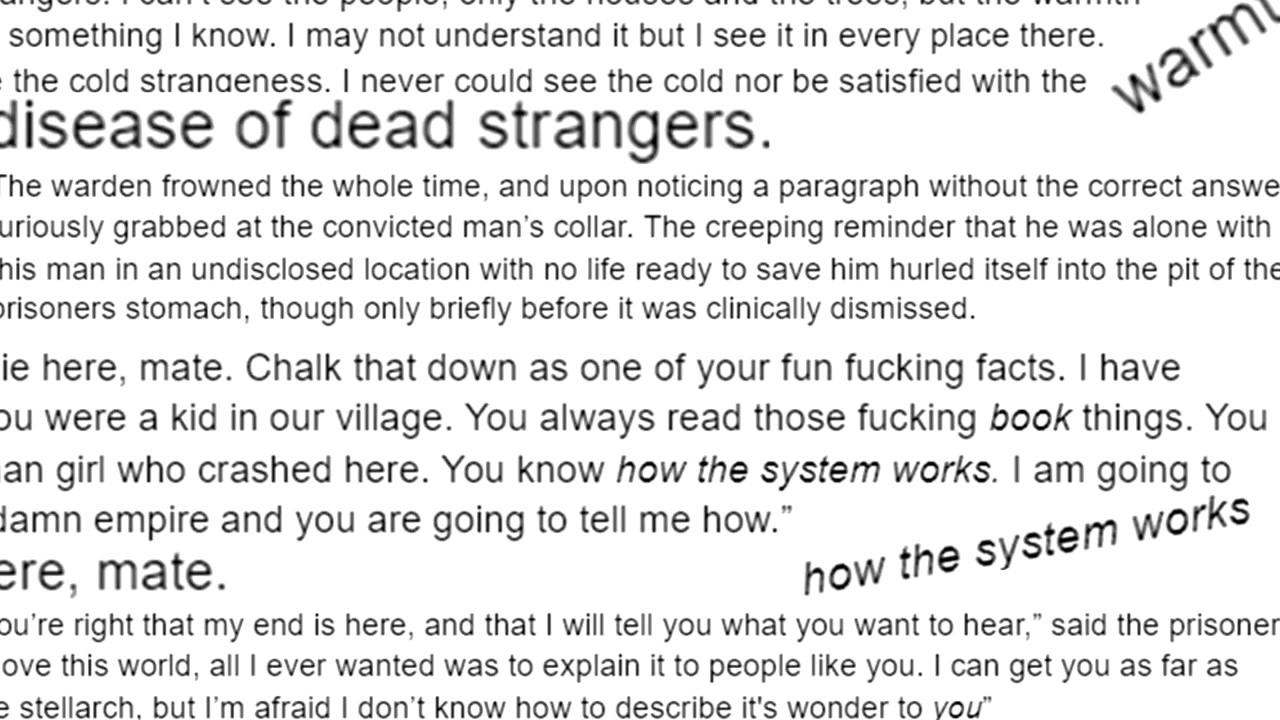 something I know. I may not understand it but I see it in every place there.
the cold strangeness. I never could see the cold nor be satisfied with the
disease of dead strangers.
The warden frowned the whole time, and upon noticing a paragraph without the correct answe
uriously grabbed at the convicted man’s collar. The creeping reminder that he was alone with
his man in an undisclosed location with no life ready to save him hurled itself into the pit of the
prisoners stomach, though only briefly before it was clinically dismissed.
ie here, mate. Chalk that down as one of your fun fucking facts. I have
ou were a kid in our village. You always read those fucking book things. You
an girl who crashed here. You know how the system works. I am going to
damn empire and you are going to tell me how.”
how the system works
ere, mate.
ou’re right that my end is here, and that I will tell you what you want to hear,” said the prisoner
ove this world, all I ever wanted was to explain it to people like you. I can get you as far as
e stellarch, but I’m afraid I don’t know how to describe it's wonder to you”